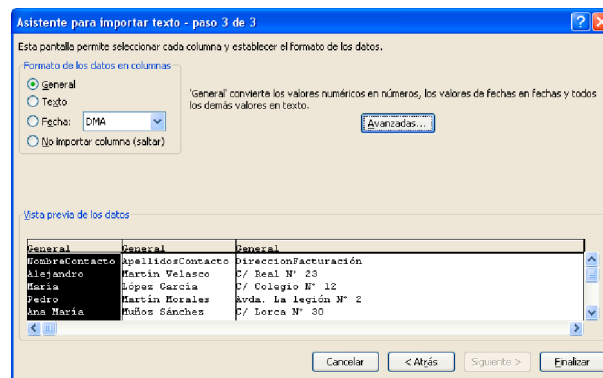 Asistente para importar texto - paso 3 de 3
Esta pantalla permite seleccionar cada columna y establecer el formato de los datos.
Formato de los datos en columnas
General
Texto
Fecha: DMA
No importar columna (saltar)
'General' convierte los valores numéricos en números, los valores de fechas en fechas y todos
los demás valores en texto.
Avanzadas...
Vista previa de los datos
General General General
NombreContacto ApellidosContacto DireccionFacturación
Alejandro Martín Velasco C/ Real Nº 23
María López García C/ Colegio Nº 12
Pedro Martín Morales Avda. La Legión Nº 2
Ana María Muños Sánchez C/ Lorca Nº 30
Cancelar < Atrás Siguiente > Finalizar